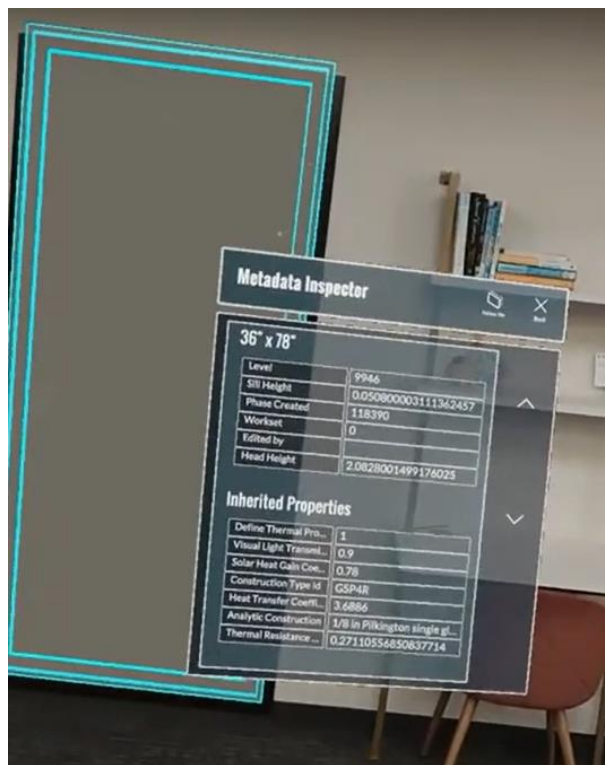 Metadata Inspector
Follow Me
Back
36" x 78"
Level 9946
Sill Height 0.050800003111362457
Phase Created 118390
Workset 0
Edited by
Head Height 2.0828001499176025
Inherited Properties
Define Thermal Pro... 1
Visual Light Transmi... 0.9
Solar Heat Gain Coe... 0.78
Construction Type Id GSP4R
Heat Transfer Coeffi... 3.6886
Analytic Construction 1/8 in Pilkington single gl...
Thermal Resistance ... 0.27110556850837714